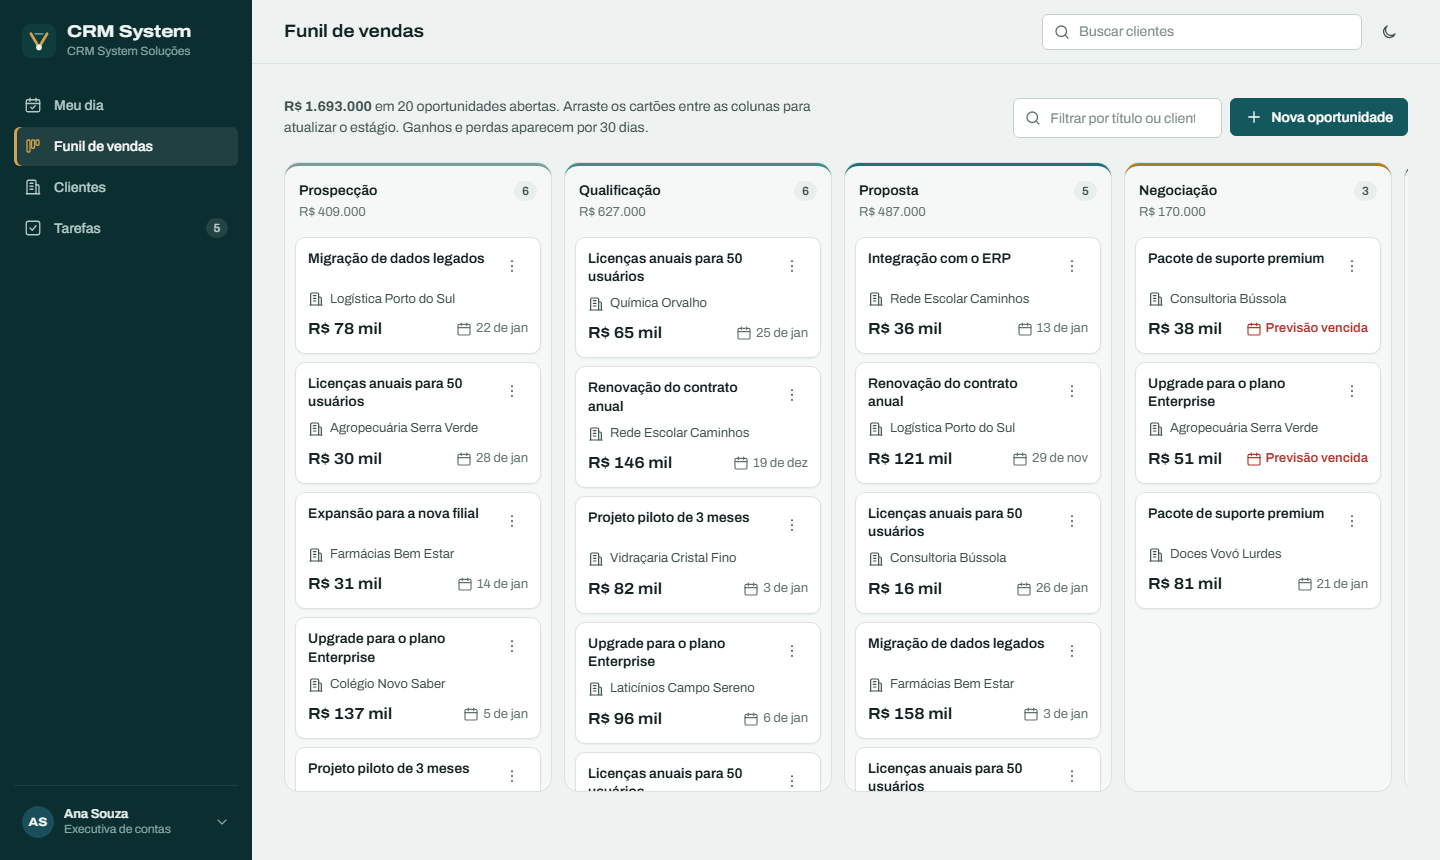 CRM System
CRM System Soluções
Meu dia
Funil de vendas
Clientes
Tarefas
5
AS
Ana Souza
Executiva de contas
Funil de vendas
Buscar clientes
R$ 1.693.000 em 20 oportunidades abertas. Arraste os cartões entre as colunas para
atualizar o estágio. Ganhos e perdas aparecem por 30 dias.
Filtrar por título ou client
Nova oportunidade
Prospecção
6
R$ 409.000
Migração de dados legados
Logística Porto do Sul
R$ 78 mil
22 de jan
Licenças anuais para 50
usuários
Agropecuária Serra Verde
R$ 30 mil
28 de jan
Expansão para a nova filial
Farmácias Bem Estar
R$ 31 mil
14 de jan
Upgrade para o plano
Enterprise
Colégio Novo Saber
R$ 137 mil
5 de jan
Projeto piloto de 3 meses
Qualificação
6
R$ 627.000
Licenças anuais para 50
usuários
Química Orvalho
R$ 65 mil
25 de jan
Renovação do contrato
anual
Rede Escolar Caminhos
R$ 146 mil
19 de dez
Projeto piloto de 3 meses
Vidraçaria Cristal Fino
R$ 82 mil
3 de jan
Upgrade para o plano
Enterprise
Laticínios Campo Sereno
R$ 96 mil
6 de jan
Licenças anuais para 50
usuários
Proposta
5
R$ 487.000
Integração com o ERP
Rede Escolar Caminhos
R$ 36 mil
13 de jan
Renovação do contrato
anual
Logística Porto do Sul
R$ 121 mil
29 de nov
Licenças anuais para 50
usuários
Consultoria Bússola
R$ 16 mil
26 de jan
Migração de dados legados
Farmácias Bem Estar
R$ 158 mil
3 de jan
Licenças anuais para 50
usuários
Negociação
3
R$ 170.000
Pacote de suporte premium
Consultoria Bússola
R$ 38 mil
Previsão vencida
Upgrade para o plano
Enterprise
Agropecuária Serra Verde
R$ 51 mil
Previsão vencida
Pacote de suporte premium
Doces Vovó Lurdes
R$ 81 mil
21 de jan